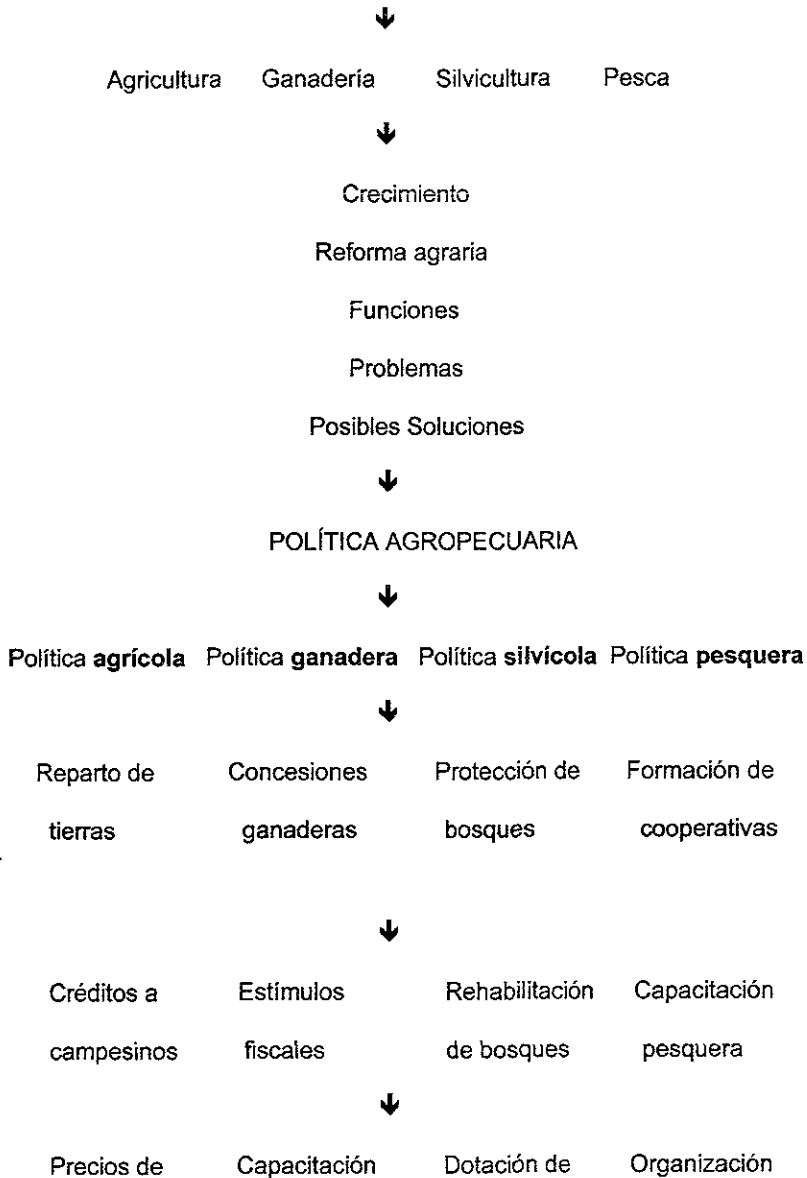 Agricultura Ganadería Silvicultura Pesca
Crecimiento
Reforma agraria
Funciones
Problemas
Posibles Soluciones
POLÍTICA AGROPECUARIA
Política agrícola Política ganadera Política silvícola Política pesquera
Reparto de Concesiones Protección de Formación de
tierras ganaderas bosques cooperativas
Créditos a Estímulos Rehabilitación Capacitación
campesinos fiscales de bosques pesquera
Precios de Capacitación Dotación de Organización